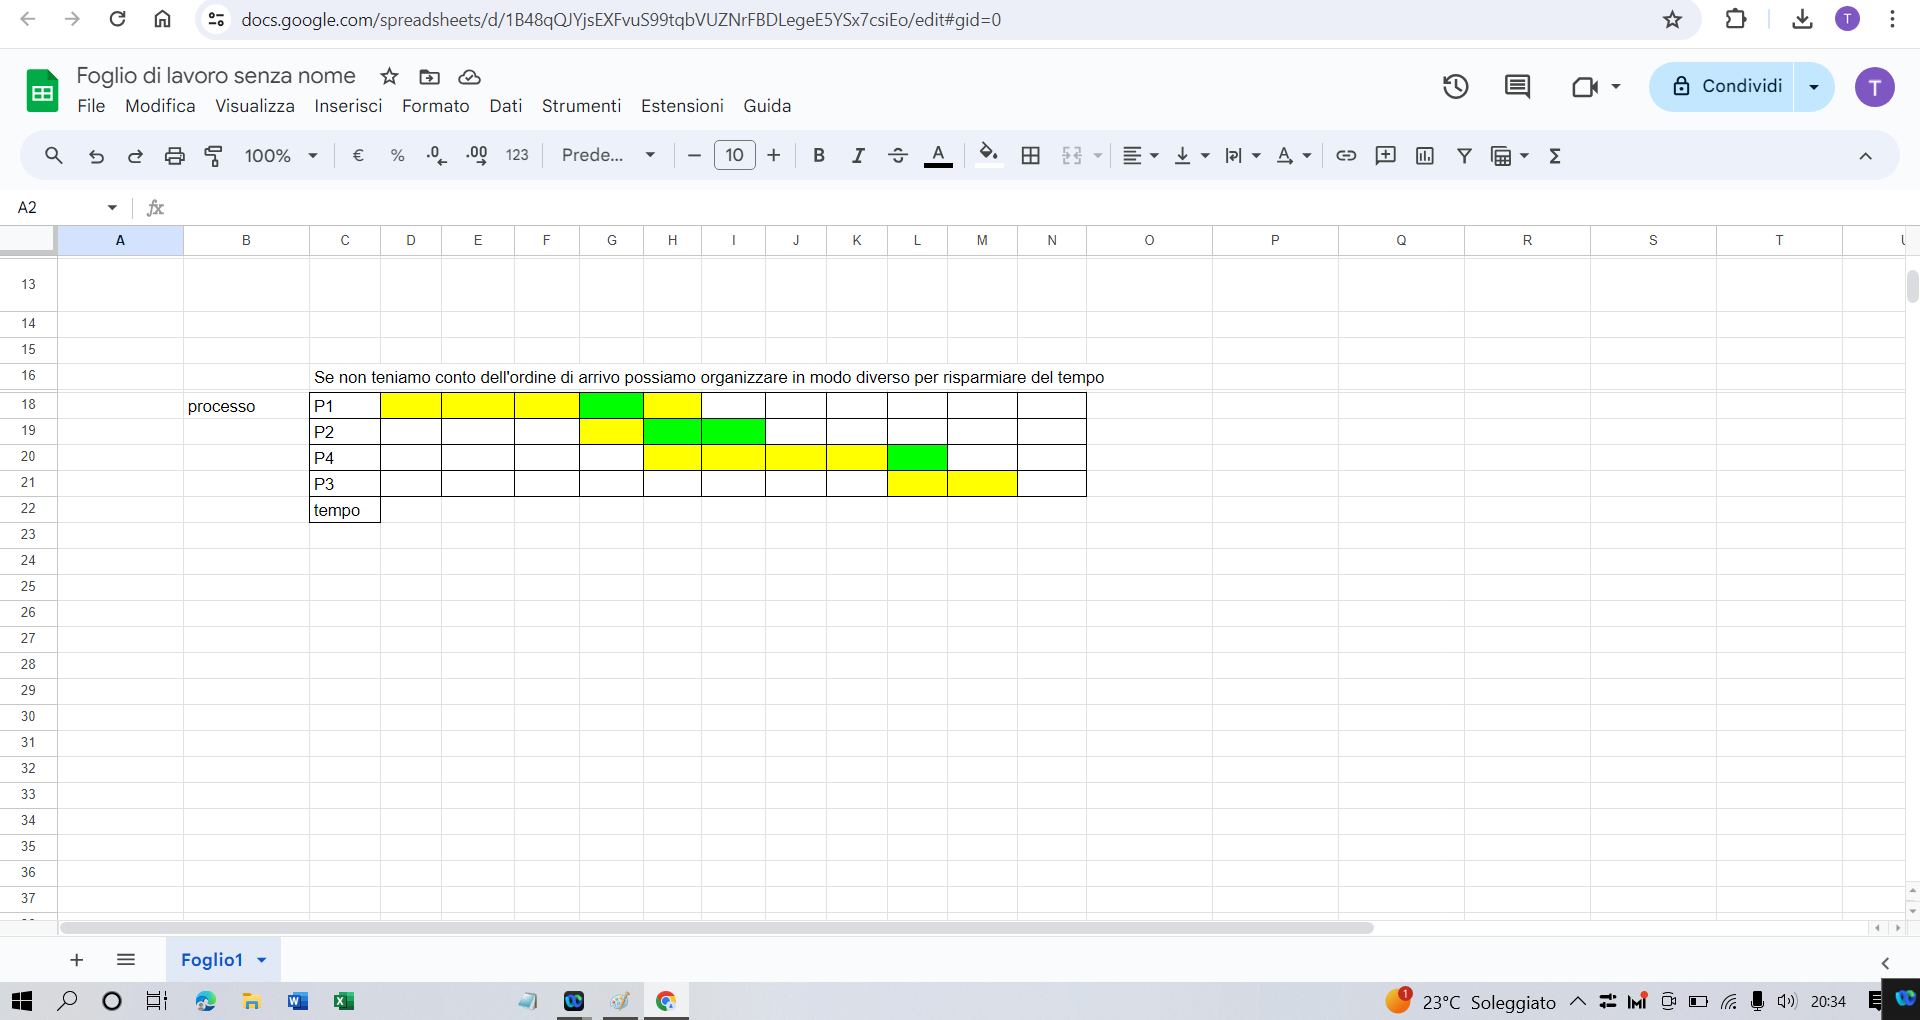 docs.google.com/spreadsheets/d/1B48qQJYjsEXFvuS99tqbVUZNrFBDLegeE5YSx7csiEo/edit#gid=0
T
Foglio di lavoro senza nome
File Modifica Visualizza Inserisci Formato Dati Strumenti Estensioni Guida
Condividi
T
100% € % .0 .00 123 Prede... 10 B I A
A2 fx
A B C D E F G H I J K L M N O P Q R S T
13
14
15
16 Se non teniamo conto dell'ordine di arrivo possiamo organizzare in modo diverso per risparmiare del tempo
18 processo P1
19 P2
20 P4
21 P3
22 tempo
23
24
25
26
27
28
29
30
31
32
33
34
35
36
37
Foglio1
1 23°C Soleggiato 20:34